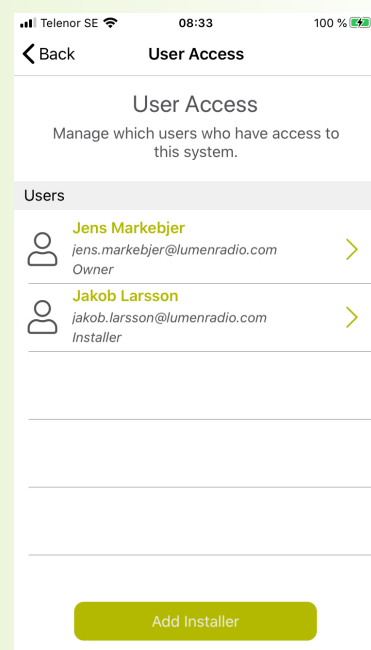 Telenor SE 08:33 100 %
Back User Access
User Access
Manage which users who have access to
this system.
Users
Jens Markebjer
jens.markebjer@lumenradio.com
Owner
Jakob Larsson
jakob.larsson@lumenradio.com
Installer
Add Installer